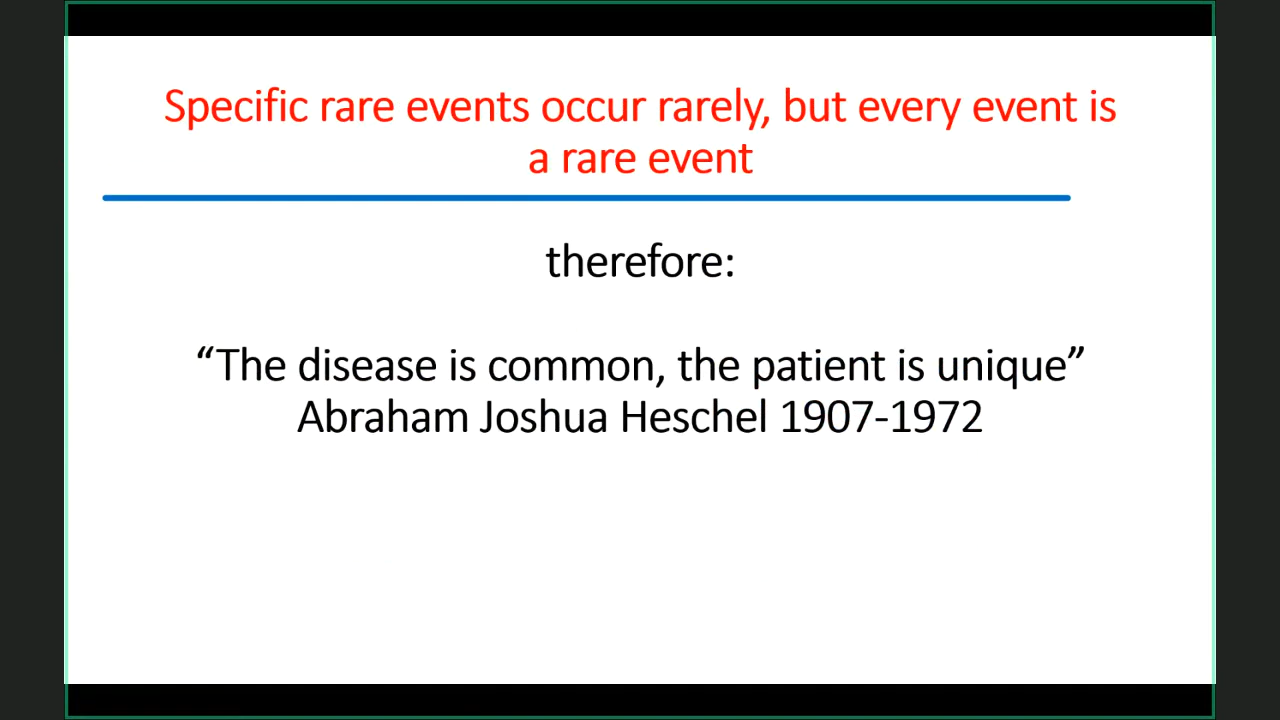 Specific rare events occur rarely, but every event is
a rare event
therefore:
“The disease is common, the patient is unique”
Abraham Joshua Heschel 1907-1972